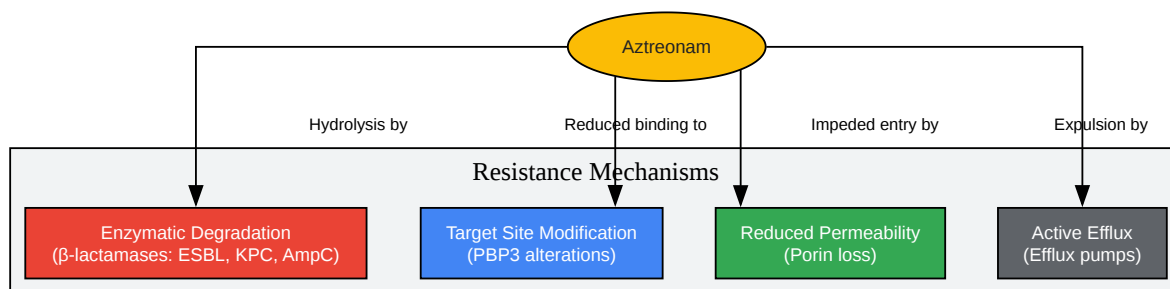 Aztreonam
Hydrolysis by
Reduced binding to
Impeded entry by
Expulsion by
Resistance Mechanisms
Enzymatic Degradation
(β-lactamases: ESBL, KPC, AmpC)
Target Site Modification
(PBP3 alterations)
Reduced Permeability
(Porin loss)
Active Efflux
(Efflux pumps)